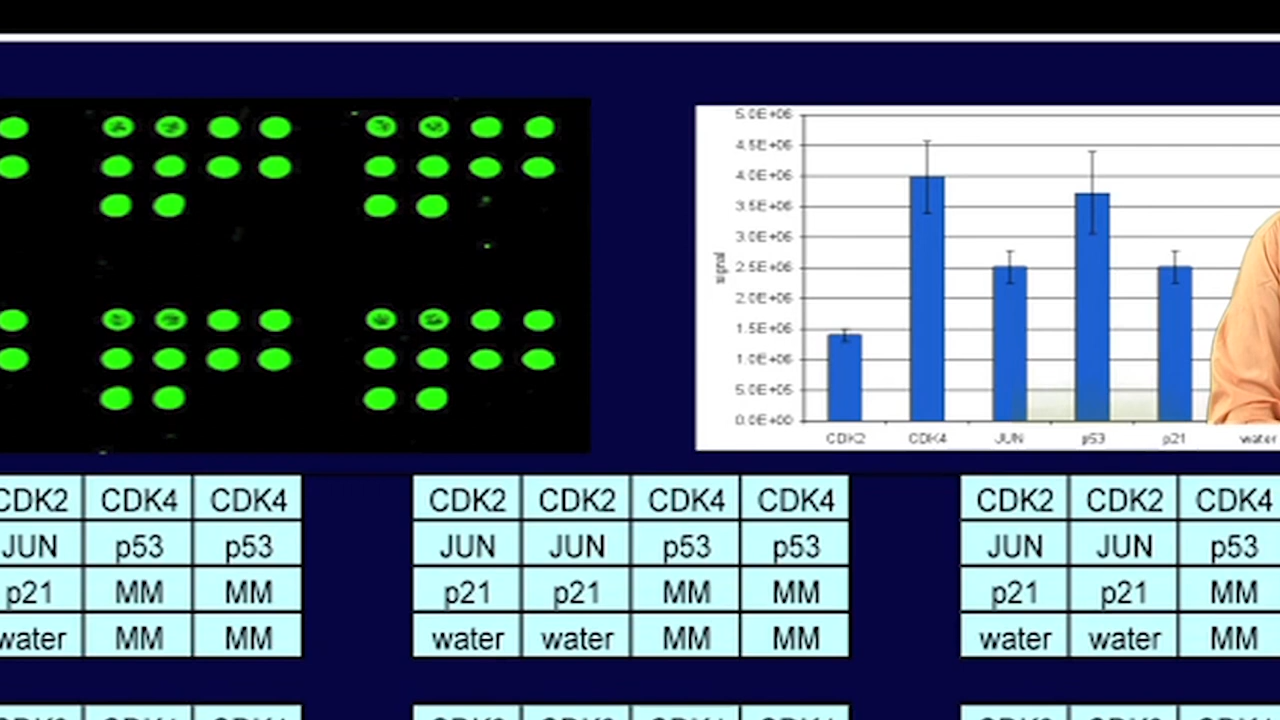 5.0E+06
4.5E+06
4.0E+06
3.5E+06
3.0E+06
2.5E+06
2.0E+06
1.5E+06
1.0E+06
5.0E+05
0.0E+00
signal
CDK2 CDK4 JUN p53 p21 water
CDK2 CDK4 CDK4 CDK2 CDK2 CDK4 CDK4 CDK2 CDK2 CDK4
JUN p53 p53 JUN JUN p53 p53 JUN JUN p53
p21 MM MM p21 p21 MM MM p21 p21 MM
water MM MM water water MM MM water water MM